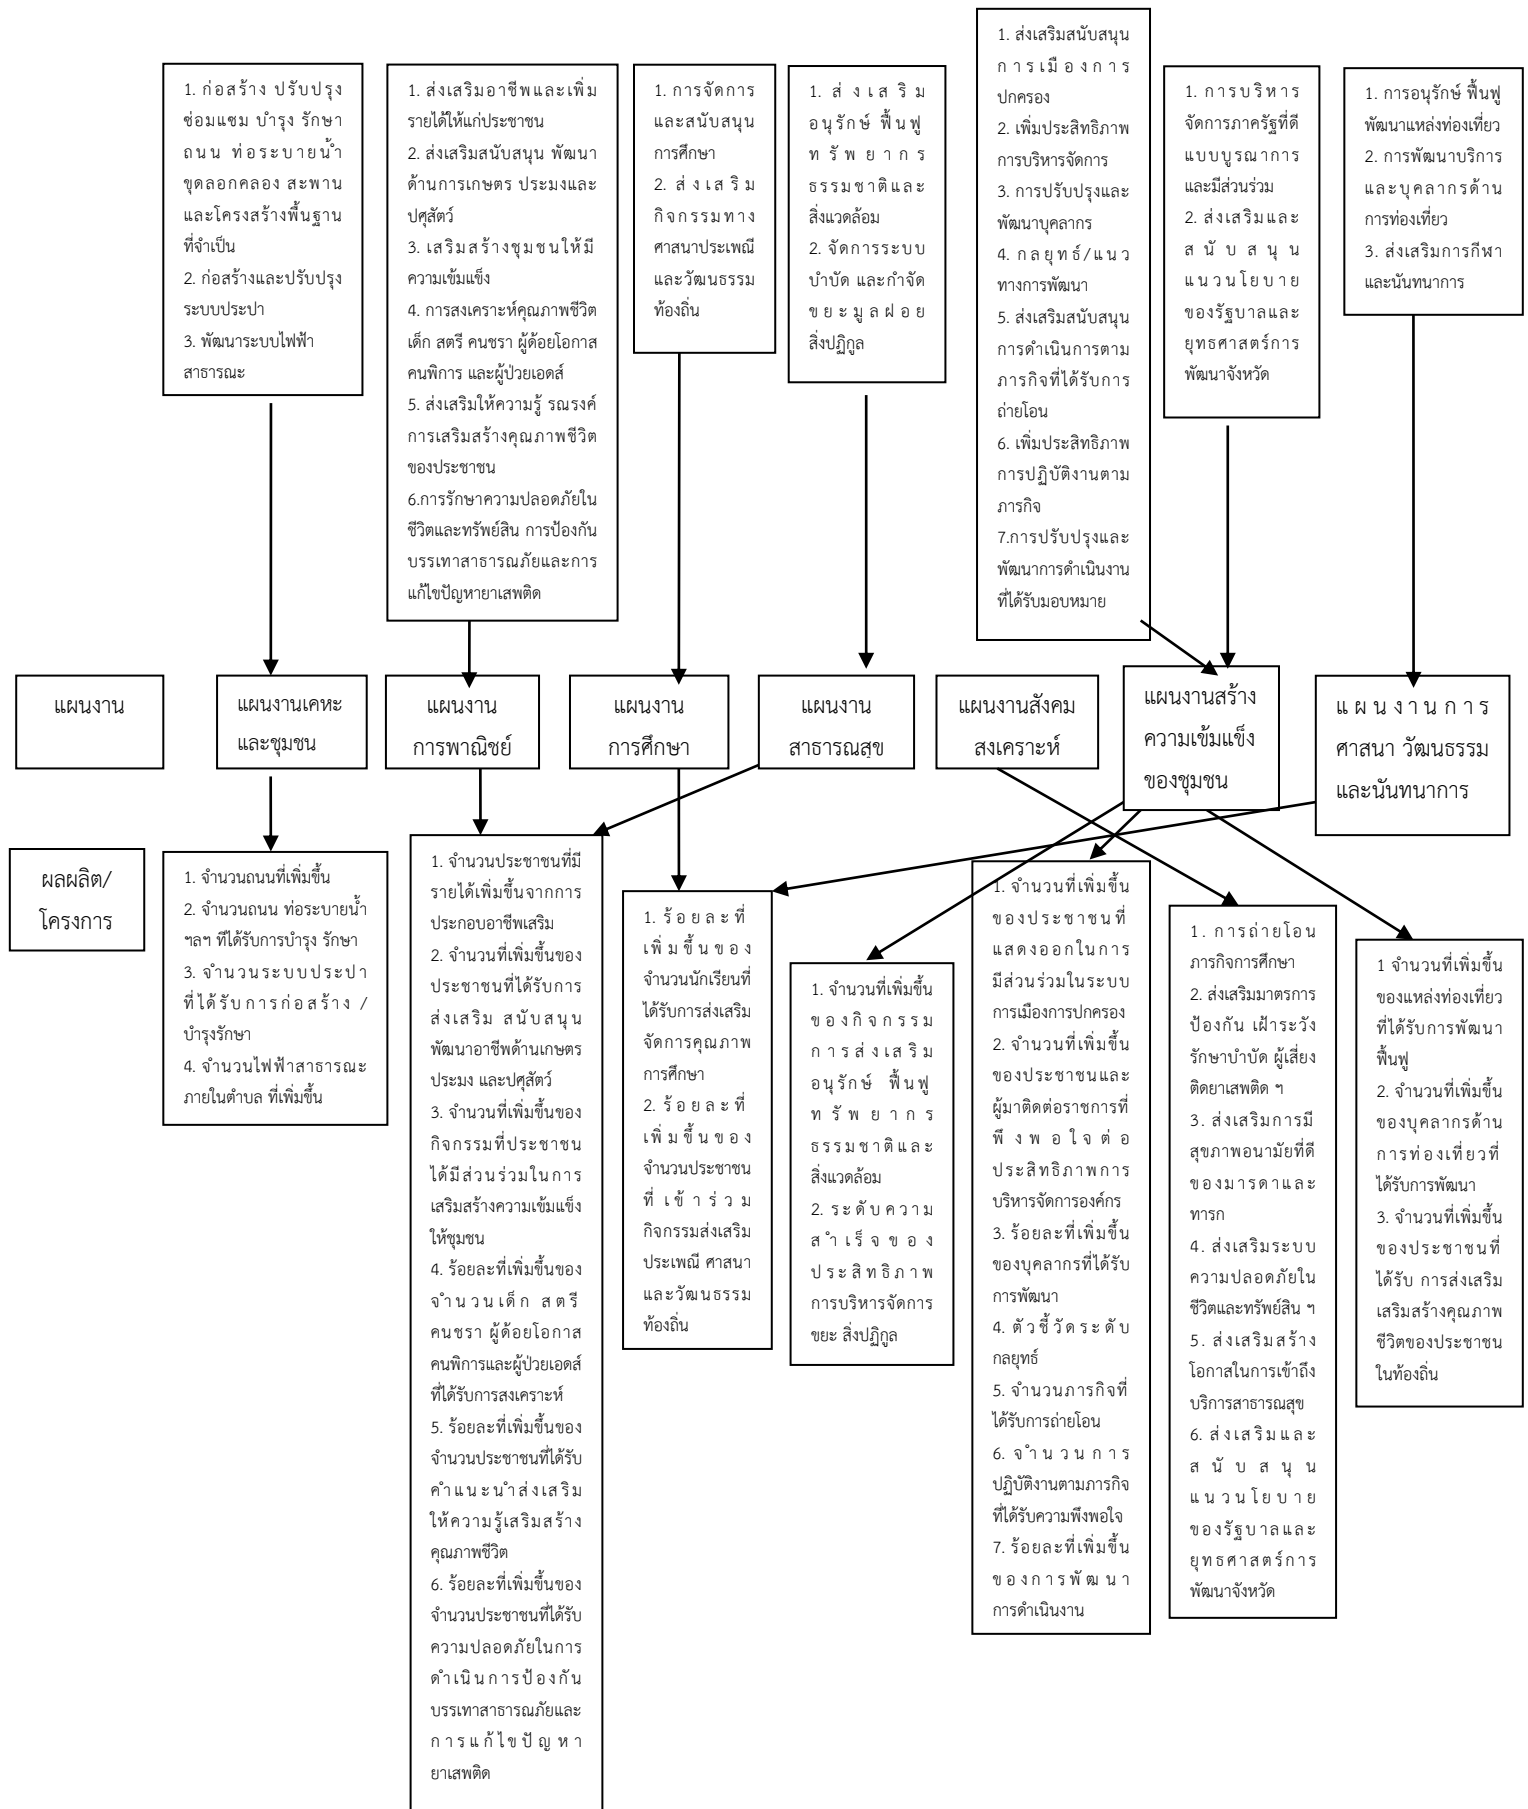 1. ก่อสร้าง ปรับปรุง
ซ่อมแซม บำรุง รักษา
ถนน ท่อระบายน้ำ
ขุดลอกคลอง สะพาน
และโครงสร้างพื้นฐาน
ที่จำเป็น
2. ก่อสร้างและปรับปรุง
ระบบประปา
3. พัฒนาระบบไฟฟ้า
สาธารณะ
1. ส่งเสริมอาชีพและเพิ่ม
รายได้ให้แก่ประชาชน
2. ส่งเสริมสนับสนุน พัฒนา
ด้านการเกษตร ประมงและ
ปศุสัตว์
3. เสริมสร้างชุมชนให้มี
ความเข้มแข็ง
4. การสงเคราะห์คุณภาพชีวิต
เด็ก สตรี คนชรา ผู้ด้อยโอกาส
คนพิการ และผู้ป่วยเอดส์
5. ส่งเสริมให้ความรู้ รณรงค์
การเสริมสร้างคุณภาพชีวิต
ของประชาชน
6.การรักษาความปลอดภัยใน
ชีวิตและทรัพย์สิน การป้องกัน
บรรเทาสาธารณภัยและการ
แก้ไขปัญหายาเสพติด
1. การจัดการ
และสนับสนุน
การศึกษา
2. ส่งเสริม
กิจกรรมทาง
ศาสนาประเพณี
และวัฒนธรรม
ท้องถิ่น
1. ส่งเสริม
อนุรักษ์ ฟื้นฟู
ทรัพยากร
ธรรมชาติและ
สิ่งแวดล้อม
2. จัดการระบบ
บำบัด และกำจัด
ขยะมูลฝอย
สิ่งปฏิกูล
1. ส่งเสริมสนับสนุน
การเมืองการ
ปกครอง
2. เพิ่มประสิทธิภาพ
การบริหารจัดการ
3. การปรับปรุงและ
พัฒนาบุคลากร
4. กลยุทธ์/แนว
ทางการพัฒนา
5. ส่งเสริมสนับสนุน
การดำเนินการตาม
ภารกิจที่ได้รับการ
ถ่ายโอน
6. เพิ่มประสิทธิภาพ
การปฏิบัติงานตาม
ภารกิจ
7.การปรับปรุงและ
พัฒนาการดำเนินงาน
ที่ได้รับมอบหมาย
1. การบริหาร
จัดการภาครัฐที่ดี
แบบบูรณาการ
และมีส่วนร่วม
2. ส่งเสริมและ
สนับสนุน
แนวนโยบาย
ของรัฐบาลและ
ยุทธศาสตร์การ
พัฒนาจังหวัด
1. การอนุรักษ์ ฟื้นฟู
พัฒนาแหล่งท่องเที่ยว
2. การพัฒนาบริการ
และบุคลากรด้าน
การท่องเที่ยว
3. ส่งเสริมการกีฬา
และนันทนาการ
แผนงาน
แผนงานเคหะ
และชุมชน
แผนงาน
การพาณิชย์
แผนงาน
การศึกษา
แผนงาน
สาธารณสุข
แผนงานสังคม
สงเคราะห์
แผนงานสร้าง
ความเข้มแข็ง
ของชุมชน
แผนงานการ
ศาสนา วัฒนธรรม
และนันทนาการ
ผลผลิต/
โครงการ
1. จำนวนถนนที่เพิ่มขึ้น
2. จำนวนถนน ท่อระบายน้ำ
ฯลฯ ที่ได้รับการบำรุง รักษา
3. จำนวนระบบประปา
ที่ได้รับการก่อสร้าง /
บำรุงรักษา
4. จำนวนไฟฟ้าสาธารณะ
ภายในตำบล ที่เพิ่มขึ้น
1. จำนวนประชาชนที่มี
รายได้เพิ่มขึ้นจากการ
ประกอบอาชีพเสริม
2. จำนวนที่เพิ่มขึ้นของ
ประชาชนที่ได้รับการ
ส่งเสริม สนับสนุน
พัฒนาอาชีพด้านเกษตร
ประมง และปศุสัตว์
3. จำนวนที่เพิ่มขึ้นของ
กิจกรรมที่ประชาชน
ได้มีส่วนร่วมในการ
เสริมสร้างความเข้มแข็ง
ให้ชุมชน
4. ร้อยละที่เพิ่มขึ้นของ
จำนวนเด็ก สตรี
คนชรา ผู้ด้อยโอกาส
คนพิการและผู้ป่วยเอดส์
ที่ได้รับการสงเคราะห์
5. ร้อยละที่เพิ่มขึ้นของ
จำนวนประชาชนที่ได้รับ
คำแนะนำส่งเสริม
ให้ความรู้เสริมสร้าง
คุณภาพชีวิต
6. ร้อยละที่เพิ่มขึ้นของ
จำนวนประชาชนที่ได้รับ
ความปลอดภัยในการ
ดำเนินการป้องกัน
บรรเทาสาธารณภัยและ
การแก้ไขปัญหา
ยาเสพติด
1. ร้อยละที่
เพิ่มขึ้นของ
จำนวนนักเรียนที่
ได้รับการส่งเสริม
จัดการคุณภาพ
การศึกษา
2. ร้อยละที่
เพิ่มขึ้นของ
จำนวนประชาชน
ที่เข้าร่วม
กิจกรรมส่งเสริม
ประเพณี ศาสนา
และวัฒนธรรม
ท้องถิ่น
1. จำนวนที่เพิ่มขึ้น
ของกิจกรรม
การส่งเสริม
อนุรักษ์ ฟื้นฟู
ทรัพยากร
ธรรมชาติและ
สิ่งแวดล้อม
2. ระดับความ
สำเร็จของ
ประสิทธิภาพ
การบริหารจัดการ
ขยะ สิ่งปฏิกูล
1. จำนวนที่เพิ่มขึ้น
ของประชาชนที่
แสดงออกในการ
มีส่วนร่วมในระบบ
การเมืองการปกครอง
2. จำนวนที่เพิ่มขึ้น
ของประชาชนและ
ผู้มาติดต่อราชการที่
พึงพอใจต่อ
ประสิทธิภาพการ
บริหารจัดการองค์กร
3. ร้อยละที่เพิ่มขึ้น
ของบุคลากรที่ได้รับ
การพัฒนา
4. ตัวชี้วัดระดับ
กลยุทธ์
5. จำนวนภารกิจที่
ได้รับการถ่ายโอน
6. จำนวนการ
ปฏิบัติงานตามภารกิจ
ที่ได้รับความพึงพอใจ
7. ร้อยละที่เพิ่มขึ้น
ของการพัฒนา
การดำเนินงาน
1. การถ่ายโอน
ภารกิจการศึกษา
2. ส่งเสริมมาตรการ
ป้องกัน เฝ้าระวัง
รักษาบำบัด ผู้เสี่ยง
ติดยาเสพติด ฯ
3. ส่งเสริมการมี
สุขภาพอนามัยที่ดี
ของมารดาและ
ทารก
4. ส่งเสริมระบบ
ความปลอดภัยใน
ชีวิตและทรัพย์สิน ฯ
5. ส่งเสริมสร้าง
โอกาสในการเข้าถึง
บริการสาธารณสุข
6. ส่งเสริมและ
สนับสนุน
แนวนโยบาย
ของรัฐบาลและ
ยุทธศาสตร์การ
พัฒนาจังหวัด
1 จำนวนที่เพิ่มขึ้น
ของแหล่งท่องเที่ยว
ที่ได้รับการพัฒนา
ฟื้นฟู
2. จำนวนที่เพิ่มขึ้น
ของบุคลากรด้าน
การท่องเที่ยวที่
ได้รับการพัฒนา
3. จำนวนที่เพิ่มขึ้น
ของประชาชนที่
ได้รับ การส่งเสริม
เสริมสร้างคุณภาพ
ชีวิตของประชาชน
ในท้องถิ่น